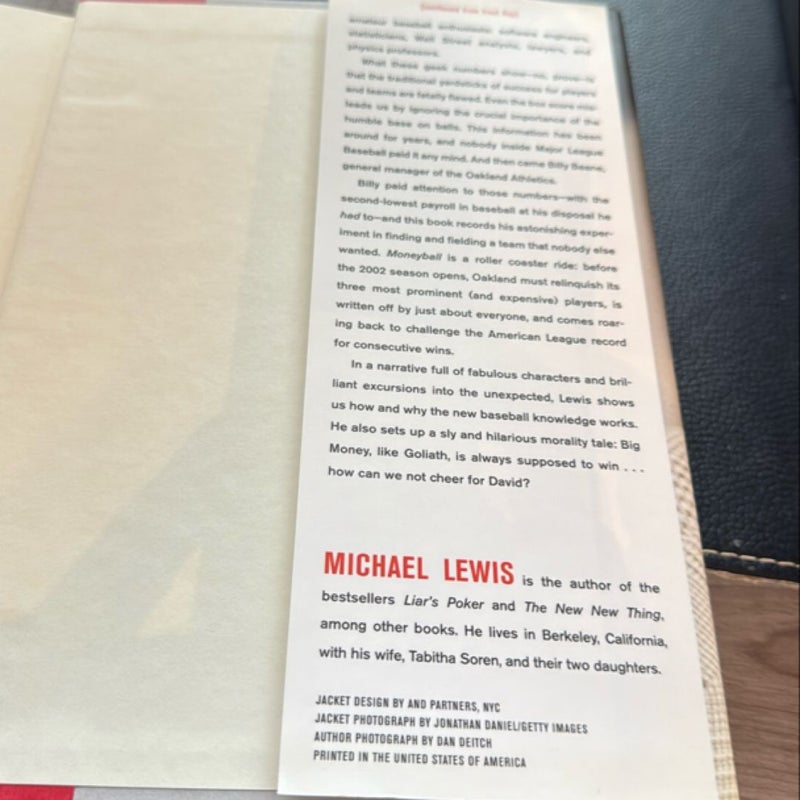 Continued from front flap
amateur baseball enthusiasts: software engineers,
statisticians, Wall Street analysts, lawyers, and
physics professors.
What these geek numbers show—no, prove—is
that the traditional yardsticks of success for players
and teams are fatally flawed. Even the box score mis-
leads us by ignoring the crucial importance of the
humble base on balls. This information has been
around for years, and nobody inside Major League
Baseball paid it any mind. And then came Billy Beane,
general manager of the Oakland Athletics.
Billy paid attention to those numbers—with the
second-lowest payroll in baseball at his disposal he
had to—and this book records his astonishing exper-
iment in finding and fielding a team that nobody else
wanted. Moneyball is a roller coaster ride: before
the 2002 season opens, Oakland must relinquish its
three most prominent (and expensive) players, is
written off by just about everyone, and comes roar-
ing back to challenge the American League record
for consecutive wins.
In a narrative full of fabulous characters and bril-
liant excursions into the unexpected, Lewis shows
us how and why the new baseball knowledge works.
He also sets up a sly and hilarious morality tale: Big
Money, like Goliath, is always supposed to win . . .
how can we not cheer for David?
MICHAEL LEWIS is the author of the
bestsellers Liar's Poker and The New New Thing,
among other books. He lives in Berkeley, California,
with his wife, Tabitha Soren, and their two daughters.
JACKET DESIGN BY AND PARTNERS, NYC
JACKET PHOTOGRAPH BY JONATHAN DANIEL/GETTY IMAGES
AUTHOR PHOTOGRAPH BY DAN DEITCH
PRINTED IN THE UNITED STATES OF AMERICA